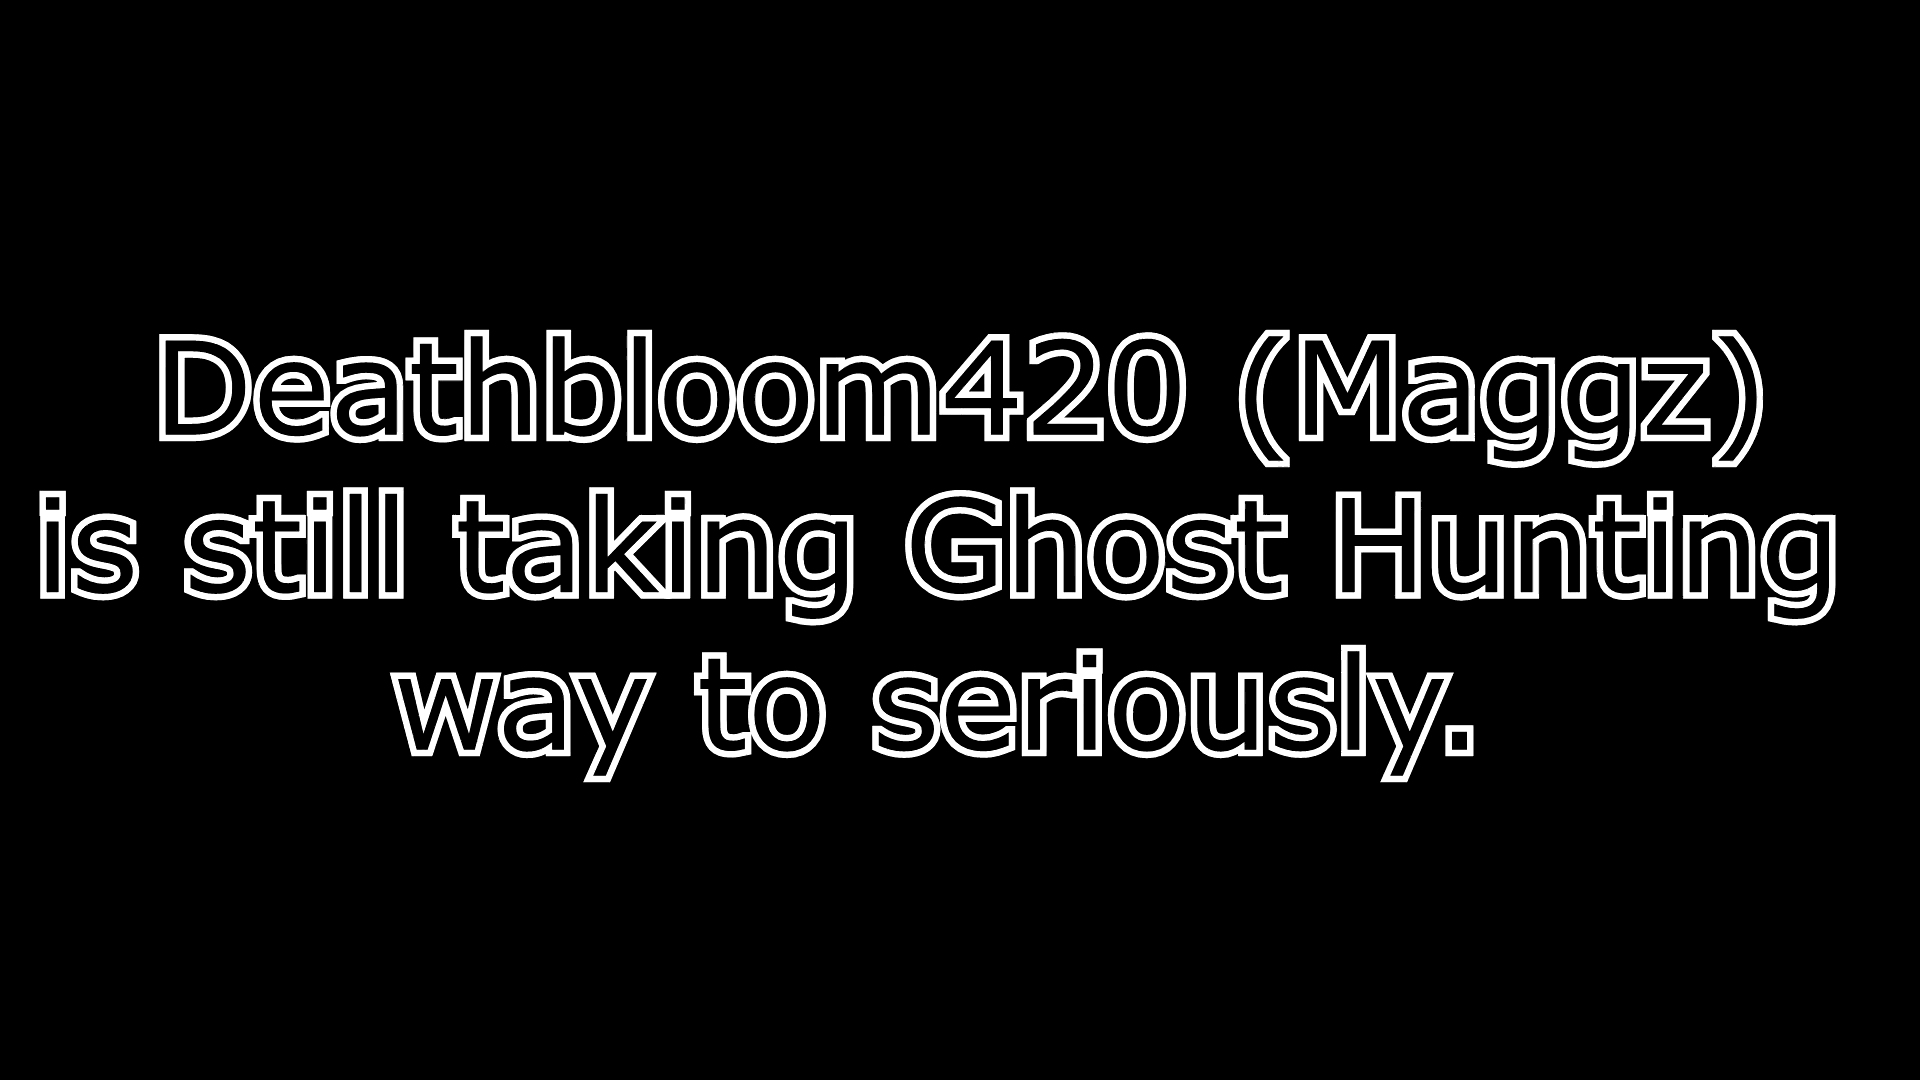 Deathbloom420 (Maggz)
is still taking Ghost Hunting
way to seriously.